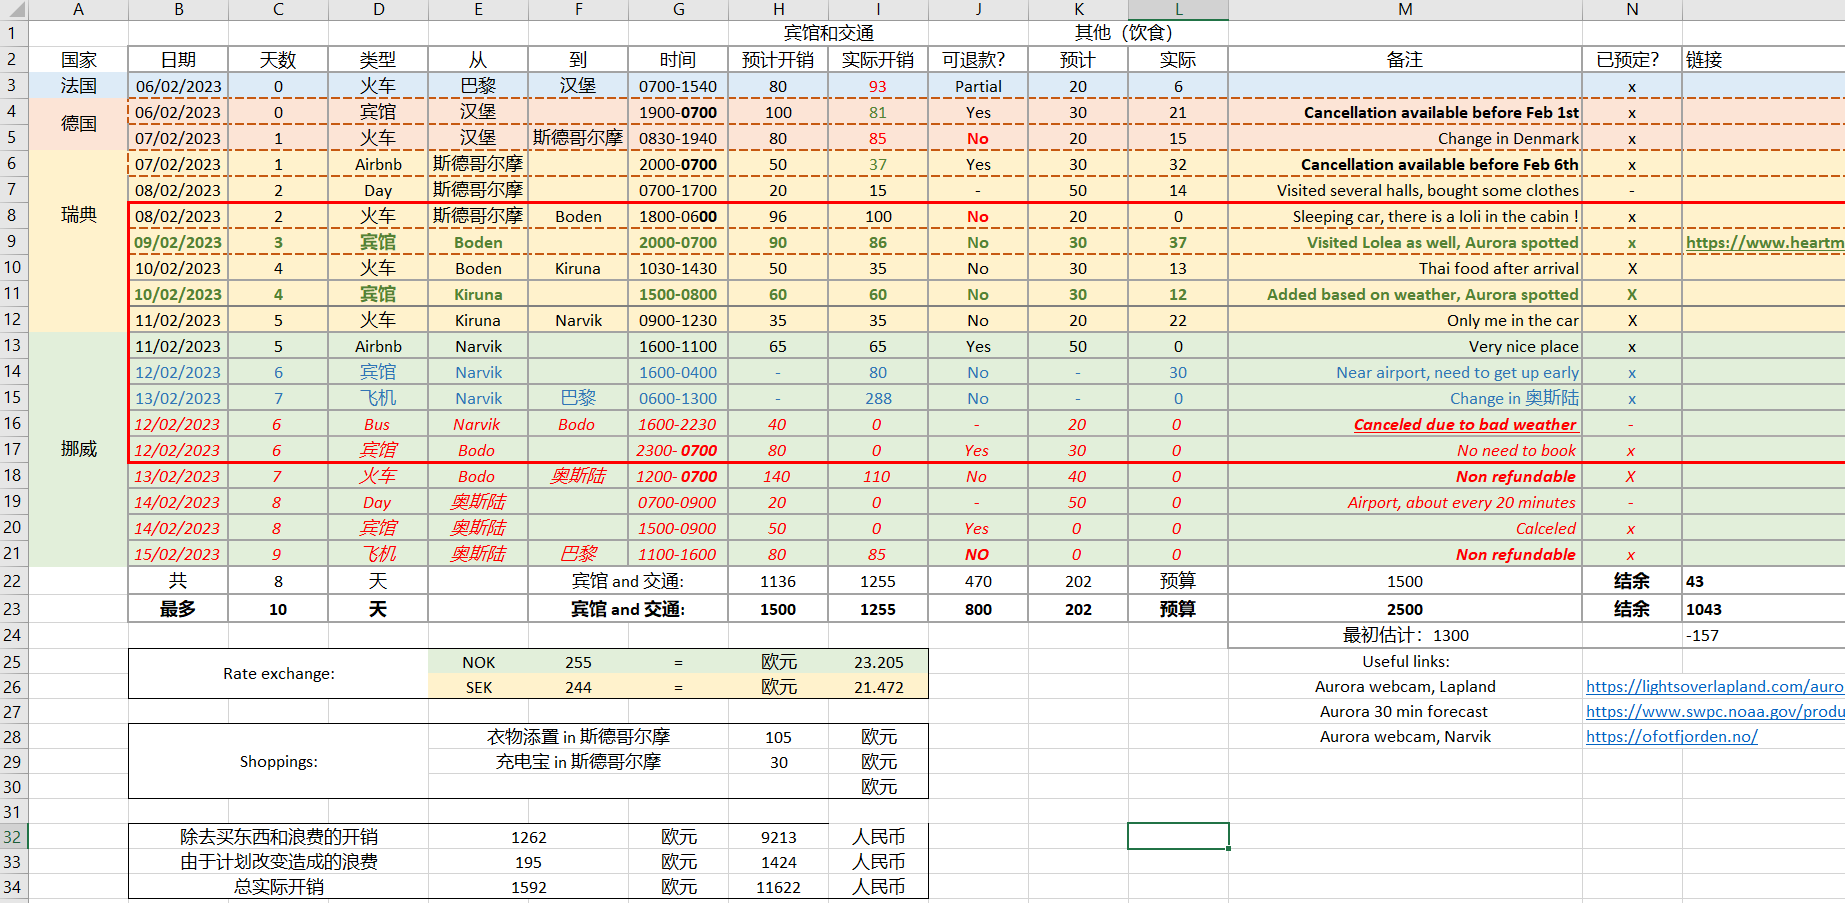 A B C D E F G H I J K L M N
1 宾馆和交通 其他（饮食）
2 国家 日期 天数 类型 从 到 时间 预计开销 实际开销 可退款? 预计 实际 备注 已预定? 链接
3 法国 06/02/2023 0 火车 巴黎 汉堡 0700-1540 80 93 Partial 20 6 x
4 06/02/2023 0 宾馆 汉堡 1900-0700 100 81 Yes 30 21 Cancellation available before Feb 1st x
德国
5 07/02/2023 1 火车 汉堡 斯德哥尔摩 0830-1940 80 85 No 20 15 Change in Denmark x
6 07/02/2023 1 Airbnb 斯德哥尔摩 2000-0700 50 37 Yes 30 32 Cancellation available before Feb 6th x
7 08/02/2023 2 Day 斯德哥尔摩 0700-1700 20 15 - 50 14 Visited several halls, bought some clothes -
8 瑞典 08/02/2023 2 火车 斯德哥尔摩 Boden 1800-0600 96 100 No 20 0 Sleeping car, there is a loli in the cabin ! x
9 09/02/2023 3 宾馆 Boden 2000-0700 90 86 No 30 37 Visited Lolea as well, Aurora spotted x https://www.heartm
10 10/02/2023 4 火车 Boden Kiruna 1030-1430 50 35 No 30 13 Thai food after arrival X
11 10/02/2023 4 宾馆 Kiruna 1500-0800 60 60 No 30 12 Added based on weather, Aurora spotted X
12 11/02/2023 5 火车 Kiruna Narvik 0900-1230 35 35 No 20 22 Only me in the car X
13 11/02/2023 5 Airbnb Narvik 1600-1100 65 65 Yes 50 0 Very nice place x
14 12/02/2023 6 宾馆 Narvik 1600-0400 - 80 No - 30 Near airport, need to get up early x
15 13/02/2023 7 飞机 Narvik 巴黎 0600-1300 - 288 No - 0 Change in 奥斯陆 x
16 12/02/2023 6 Bus Narvik Bodo 1600-2230 40 0 - 20 0 Canceled due to bad weather -
17 挪威 12/02/2023 6 宾馆 Bodo 2300- 0700 80 0 Yes 30 0 No need to book x
18 13/02/2023 7 火车 Bodo 奥斯陆 1200- 0700 140 110 No 40 0 Non refundable X
19 14/02/2023 8 Day 奥斯陆 0700-0900 20 0 - 50 0 Airport, about every 20 minutes -
20 14/02/2023 8 宾馆 奥斯陆 1500-0900 50 0 Yes 0 0 Calceled x
21 15/02/2023 9 飞机 奥斯陆 巴黎 1100-1600 80 85 NO 0 0 Non refundable x
22 共 8 天 宾馆 and 交通: 1136 1255 470 202 预算 1500 结余 43
23 最多 10 天 宾馆 and 交通: 1500 1255 800 202 预算 2500 结余 1043
24 最初估计：1300 -157
25 NOK 255 = 欧元 23.205 Useful links:
Rate exchange:
26 SEK 244 = 欧元 21.472 Aurora webcam, Lapland https://lightsoverlapland.com/auro
27 Aurora 30 min forecast https://www.swpc.noaa.gov/produ
28 衣物添置 in 斯德哥尔摩 105 欧元 Aurora webcam, Narvik https://ofotfjorden.no/
29 Shoppings: 充电宝 in 斯德哥尔摩 30 欧元
30 欧元
31
32 除去买东西和浪费的开销 1262 欧元 9213 人民币
33 由于计划改变造成的浪费 195 欧元 1424 人民币
34 总实际开销 1592 欧元 11622 人民币